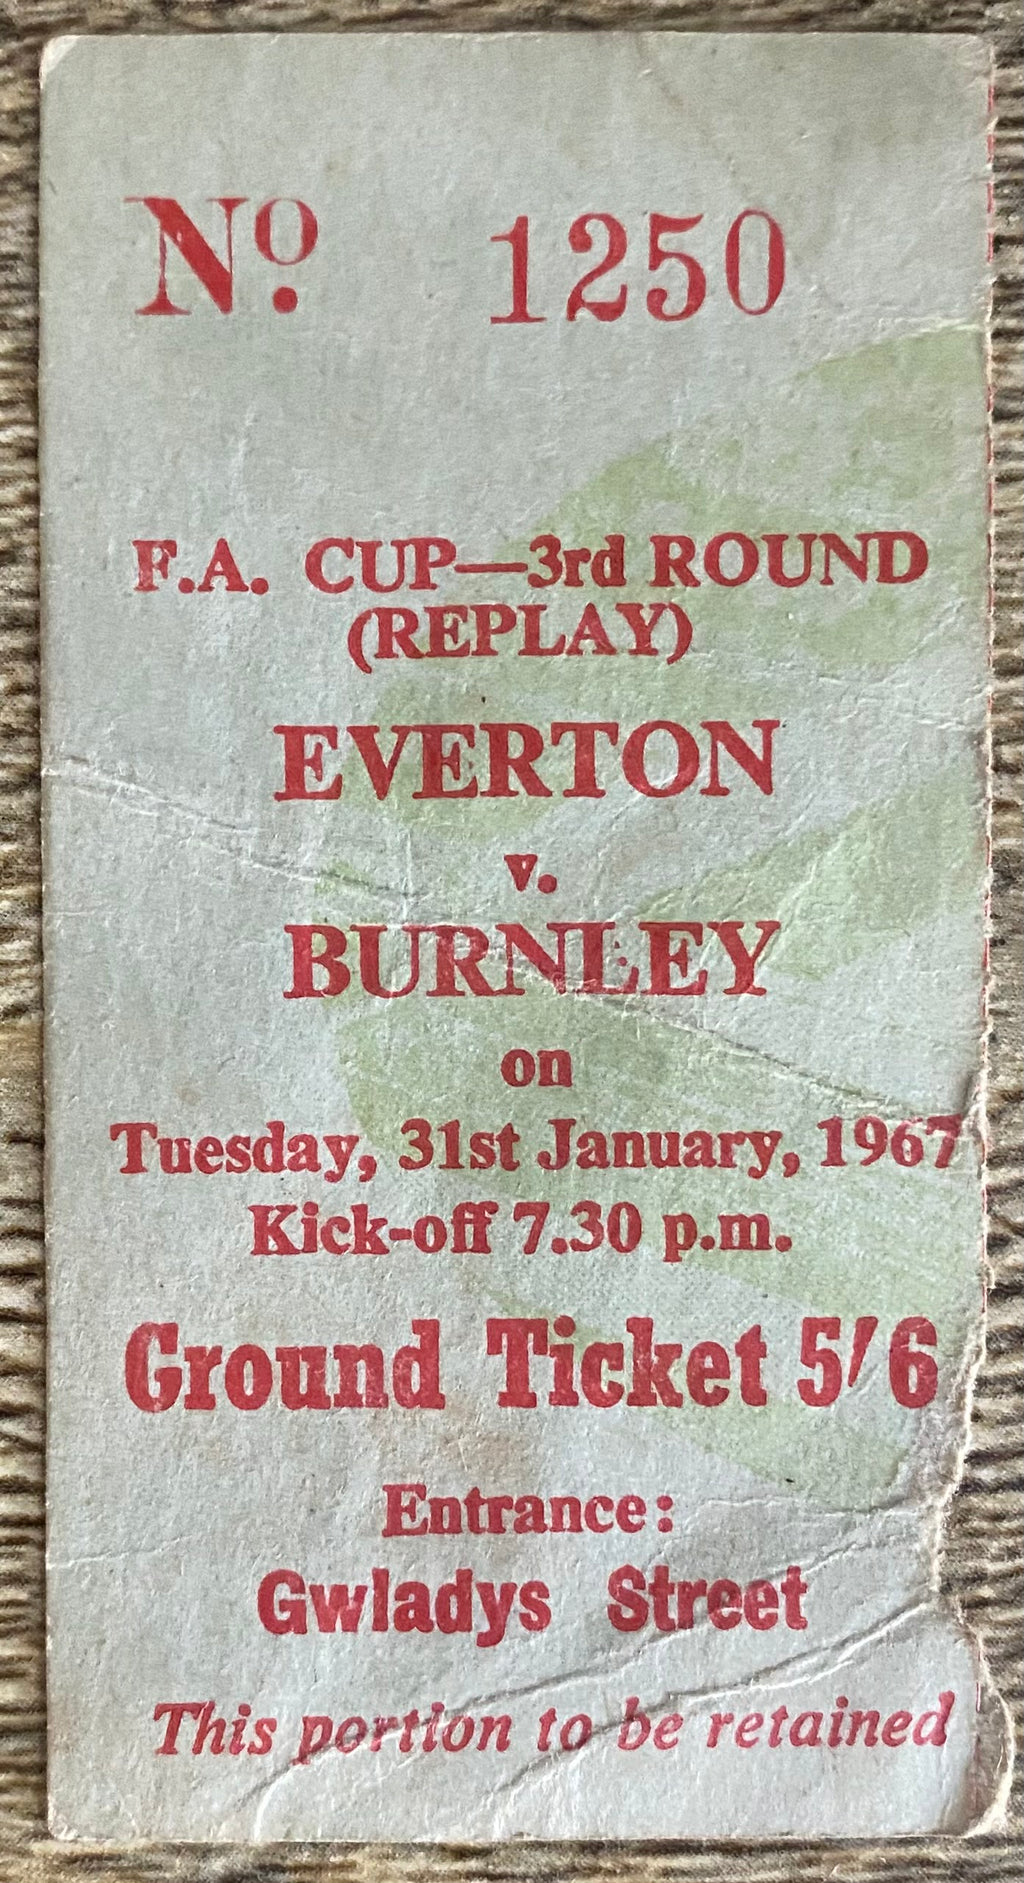 Nº. 1250
F.A. CUP—3rd ROUND
(REPLAY)
EVERTON
v.
BURNLEY
on
Tuesday, 31st January, 1967
Kick-off 7.30 p.m.
Ground Ticket 5/6
Entrance:
Gwladys Street
This portion to be retained